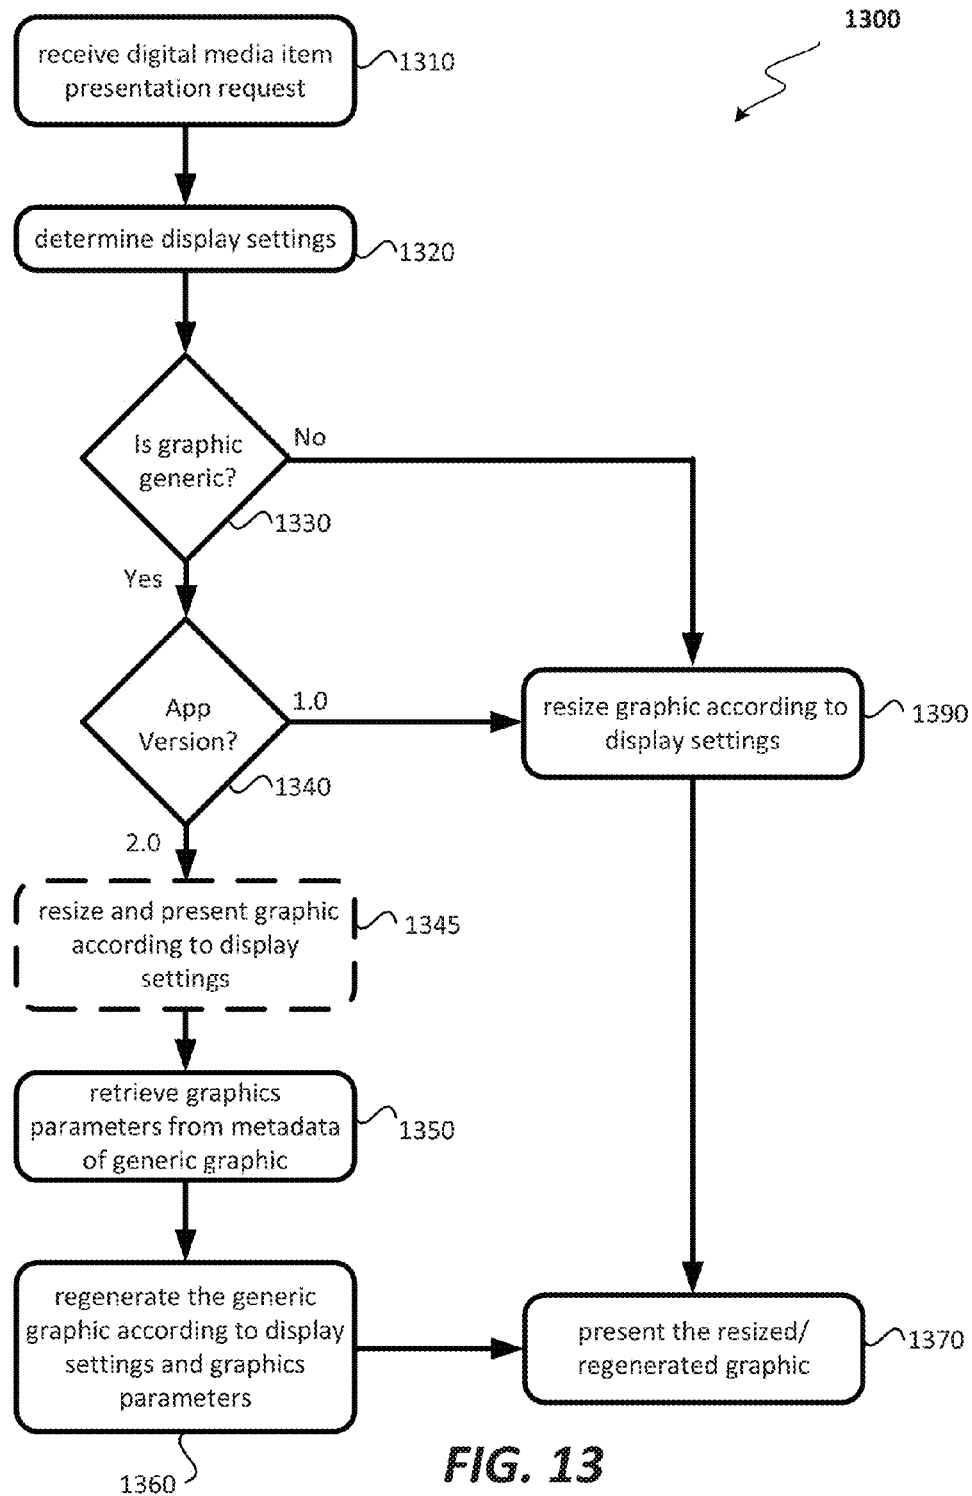 1300
receive digital media item
presentation request
1310
determine display settings
1320
Is graphic
generic?
No
1330
Yes
App
Version?
1.0
1340
resize graphic according to
display settings
1390
2.0
resize and present graphic
according to display
settings
1345
retrieve graphics
parameters from metadata
of generic graphic
1350
regenerate the generic
graphic according to display
settings and graphics
parameters
1360
present the resized/
regenerated graphic
1370
FIG. 13